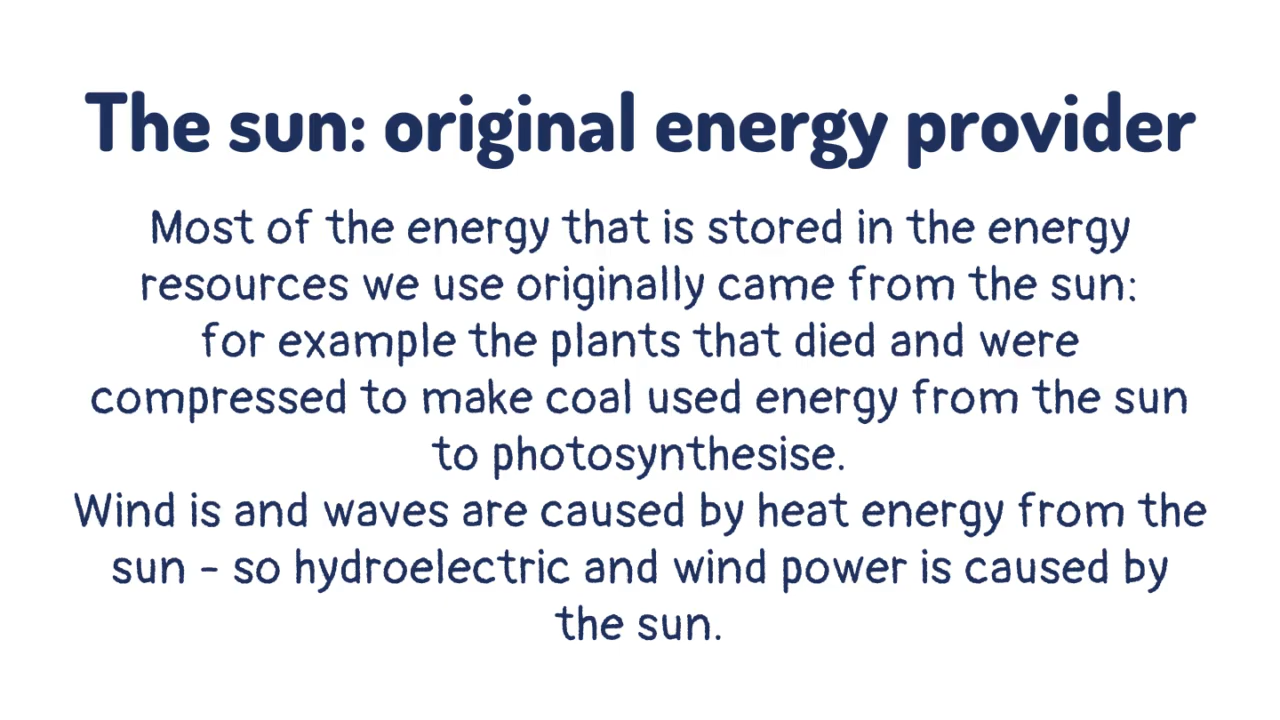 The sun: original energy provider
Most of the energy that is stored in the energy
resources we use originally came from the sun:
for example the plants that died and were
compressed to make coal used energy from the sun
to photosynthesise.
Wind is and waves are caused by heat energy from the
sun - so hydroelectric and wind power is caused by
the sun.